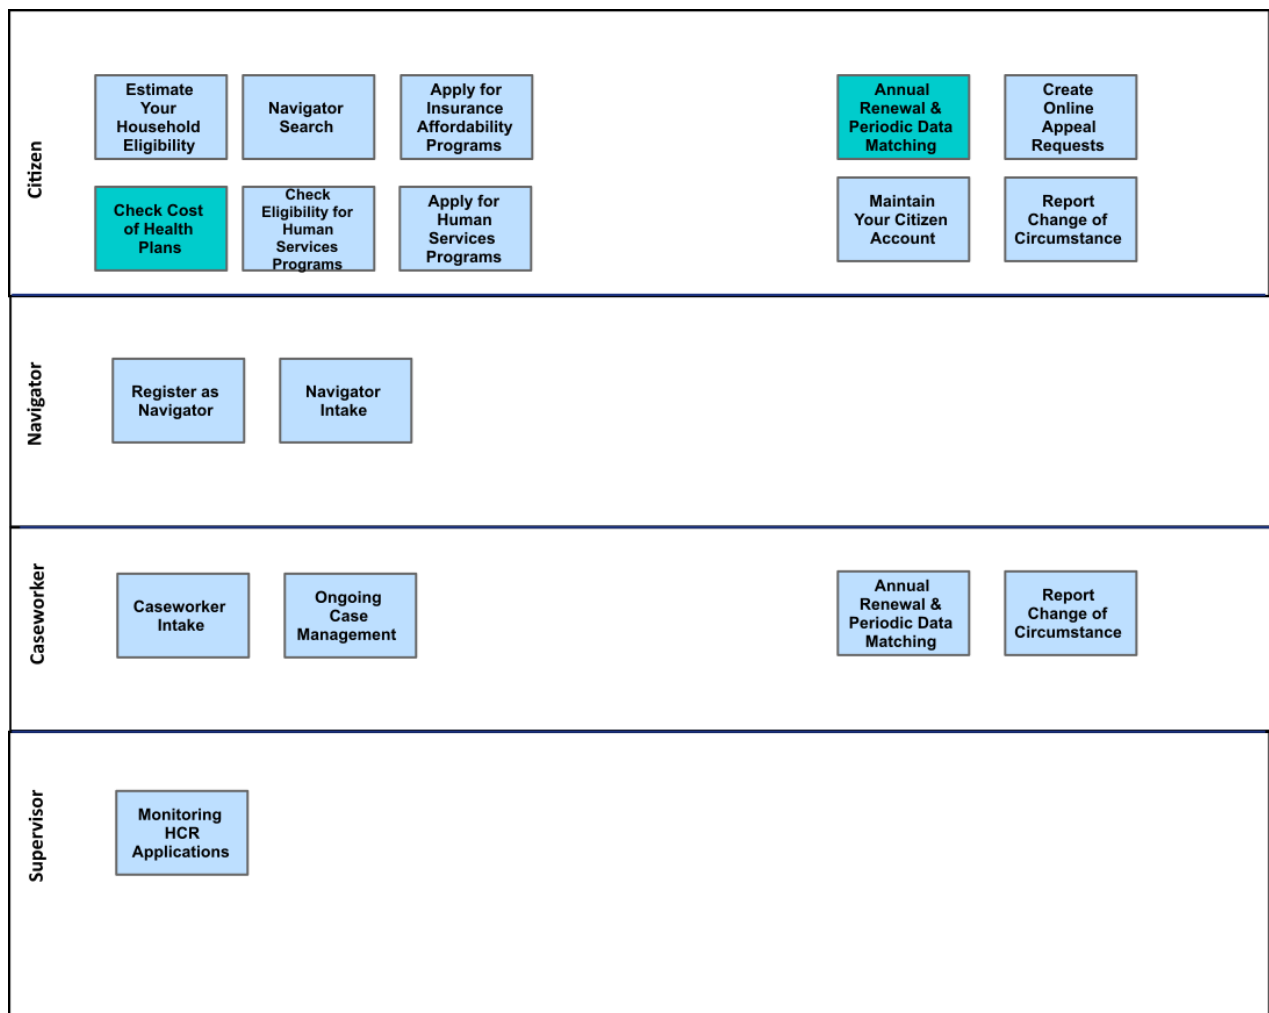 Citizen
Estimate
Your
Household
Eligibility
Navigator
Search
Apply for
Insurance
Affordability
Programs
Annual
Renewal &
Periodic Data
Matching
Create
Online
Appeal
Requests
Check Cost
of Health
Plans
Check
Eligibility for
Human
Services
Programs
Apply for
Human
Services
Programs
Maintain
Your Citizen
Account
Report
Change of
Circumstance
Navigator
Register as
Navigator
Navigator
Intake
Caseworker
Caseworker
Intake
Ongoing
Case
Management
Annual
Renewal &
Periodic Data
Matching
Report
Change of
Circumstance
Supervisor
Monitoring
HCR
Applications